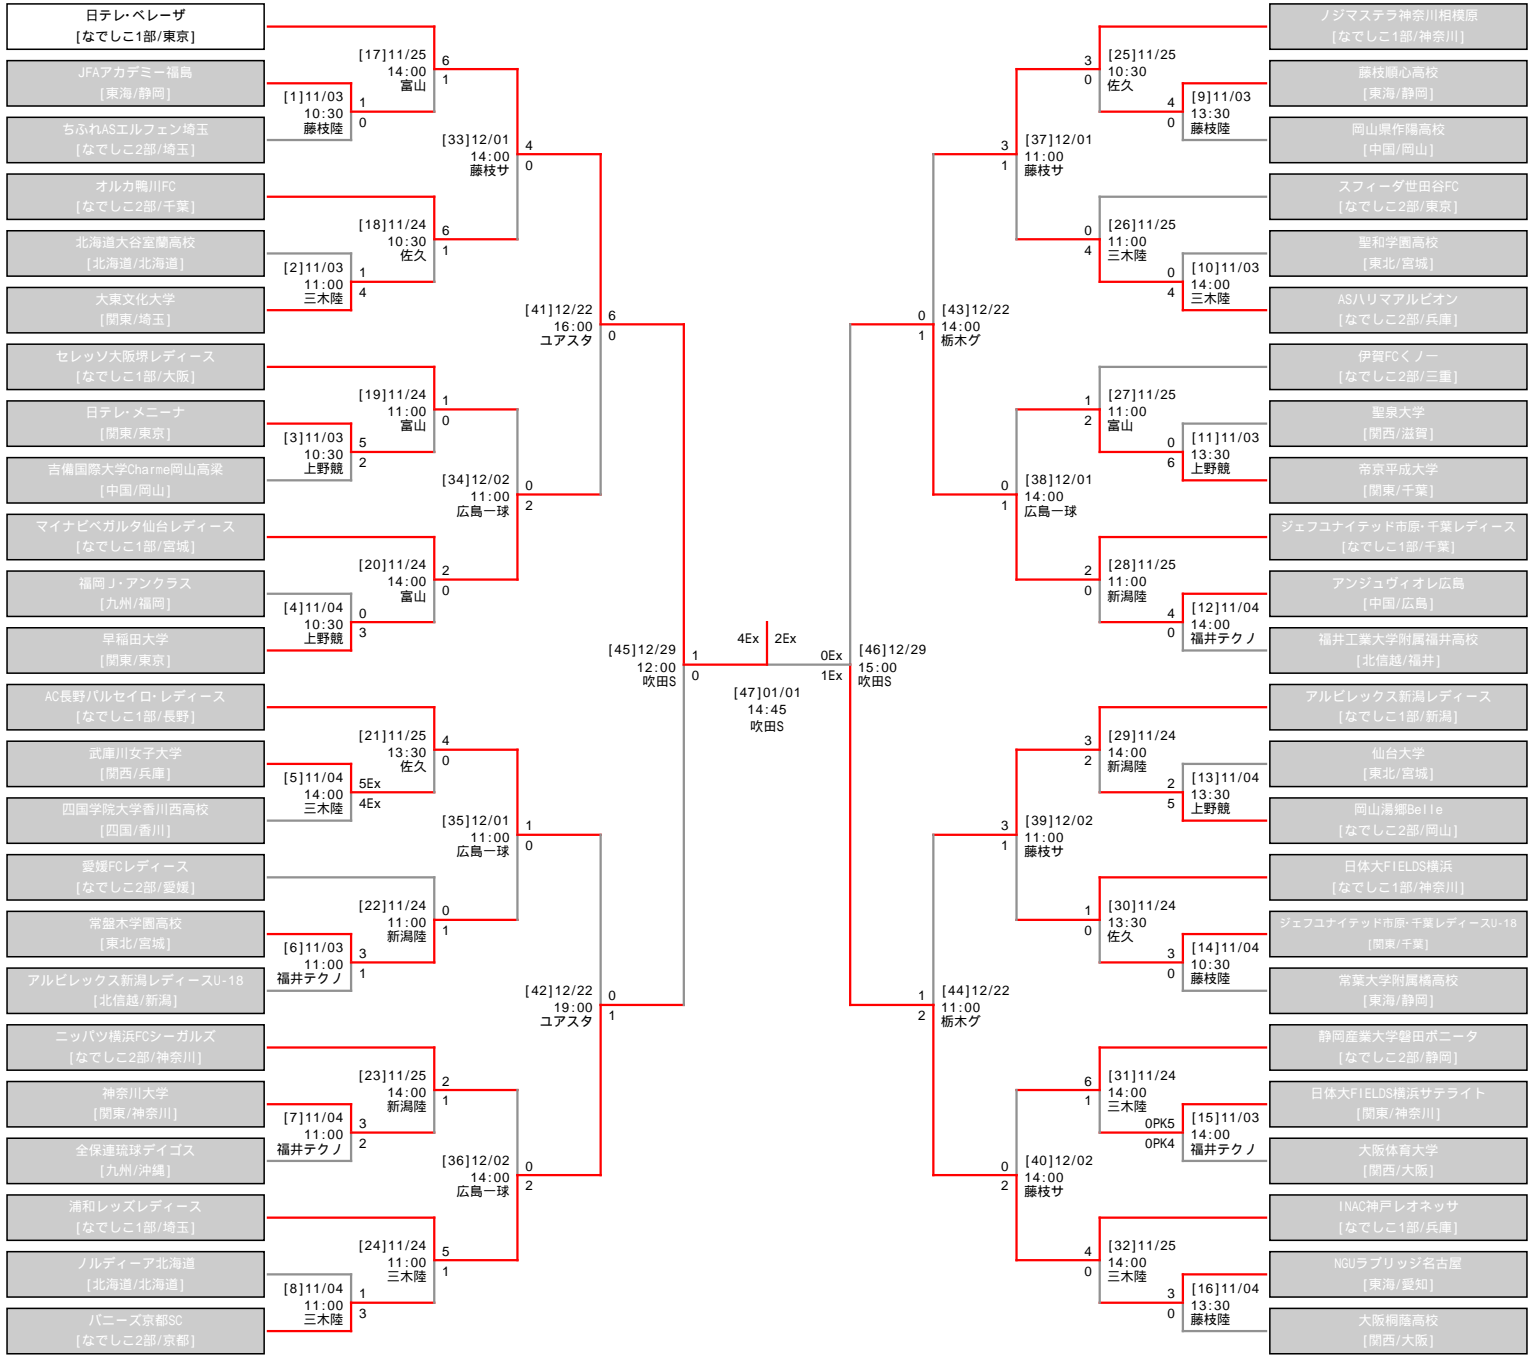 日テレ・ベレーザ
[なでしこ1部/東京]
JFAアカデミー福島
[東海/静岡]
ちふれASエルフェン埼玉
[なでしこ2部/埼玉]
オルカ鴨川FC
[なでしこ2部/千葉]
北海道大谷室蘭高校
[北海道/北海道]
大東文化大学
[関東/埼玉]
セレッソ大阪堺レディース
[なでしこ1部/大阪]
日テレ・メニーナ
[関東/東京]
吉備国際大学Charme岡山高梁
[中国/岡山]
マイナビベガルタ仙台レディース
[なでしこ1部/宮城]
福岡J・アンクラス
[九州/福岡]
早稲田大学
[関東/東京]
AC長野パルセイロ・レディース
[なでしこ1部/長野]
武庫川女子大学
[関西/兵庫]
四国学院大学香川西高校
[四国/香川]
愛媛FCレディース
[なでしこ2部/愛媛]
常盤木学園高校
[東北/宮城]
アルビレックス新潟レディースU-18
[北信越/新潟]
ニッパツ横浜FCシーガルズ
[なでしこ2部/神奈川]
神奈川大学
[関東/神奈川]
全保連琉球デイゴス
[九州/沖縄]
浦和レッズレディース
[なでしこ1部/埼玉]
ノルディーア北海道
[北海道/北海道]
バニーズ京都SC
[なでしこ2部/京都]
[1]11/03
10:30
藤枝陸
1
0
[2]11/03
11:00
三木陸
1
4
[3]11/03
10:30
上野競
5
2
[4]11/04
10:30
上野競
0
3
[5]11/04
14:00
三木陸
5Ex
4Ex
[6]11/03
11:00
福井テクノ
3
1
[7]11/04
11:00
福井テクノ
3
2
[8]11/04
11:00
三木陸
1
3
[17]11/25
14:00
富山
6
1
[18]11/24
10:30
佐久
6
1
[19]11/24
11:00
富山
1
0
[20]11/24
14:00
富山
2
0
[21]11/25
13:30
佐久
4
0
[22]11/24
11:00
新潟陸
0
1
[23]11/25
14:00
新潟陸
2
1
[24]11/24
11:00
三木陸
5
1
[33]12/01
14:00
藤枝サ
4
0
[34]12/02
11:00
広島一球
0
2
[35]12/01
11:00
広島一球
1
0
[36]12/02
14:00
広島一球
0
2
[41]12/22
16:00
ユアスタ
6
0
[42]12/22
19:00
ユアスタ
0
1
[45]12/29
12:00
吹田S
1
0
4Ex
2Ex
[47]01/01
14:45
吹田S
0Ex
1Ex
[46]12/29
15:00
吹田S
0
1
[43]12/22
14:00
栃木グ
1
2
[44]12/22
11:00
栃木グ
3
1
[37]12/01
11:00
藤枝サ
0
1
[38]12/01
14:00
広島一球
3
1
[39]12/02
11:00
藤枝サ
0
2
[40]12/02
14:00
藤枝サ
3
0
[25]11/25
10:30
佐久
0
4
[26]11/25
11:00
三木陸
1
2
[27]11/25
11:00
富山
2
0
[28]11/25
11:00
新潟陸
3
2
[29]11/24
14:00
新潟陸
1
0
[30]11/24
13:30
佐久
6
1
[31]11/24
14:00
三木陸
4
0
[32]11/25
14:00
三木陸
4
0
[9]11/03
13:30
藤枝陸
0
4
[10]11/03
14:00
三木陸
0
6
[11]11/03
13:30
上野競
4
0
[12]11/04
14:00
福井テクノ
2
5
[13]11/04
13:30
上野競
3
0
[14]11/04
10:30
藤枝陸
0PK5
0PK4
[15]11/03
14:00
福井テクノ
3
0
[16]11/04
13:30
藤枝陸
ノジマステラ神奈川相模原
[なでしこ1部/神奈川]
藤枝順心高校
[東海/静岡]
岡山県作陽高校
[中国/岡山]
スフィーダ世田谷FC
[なでしこ2部/東京]
聖和学園高校
[東北/宮城]
ASハリマアルビオン
[なでしこ2部/兵庫]
伊賀FCくノ一
[なでしこ2部/三重]
聖泉大学
[関西/滋賀]
帝京平成大学
[関東/千葉]
ジェフユナイテッド市原・千葉レディース
[なでしこ1部/千葉]
アンジュヴィオレ広島
[中国/広島]
福井工業大学附属福井高校
[北信越/福井]
アルビレックス新潟レディース
[なでしこ1部/新潟]
仙台大学
[東北/宮城]
岡山湯郷Belle
[なでしこ2部/岡山]
日体大FIELDS横浜
[なでしこ1部/神奈川]
ジェフユナイテッド市原・千葉レディースU-18
[関東/千葉]
常葉大学附属橘高校
[東海/静岡]
静岡産業大学磐田ボニータ
[なでしこ2部/静岡]
日体大FIELDS横浜サテライト
[関東/神奈川]
大阪体育大学
[関西/大阪]
INAC神戸レオネッサ
[なでしこ1部/兵庫]
NGUラブリッジ名古屋
[東海/愛知]
大阪桐蔭高校
[関西/大阪]